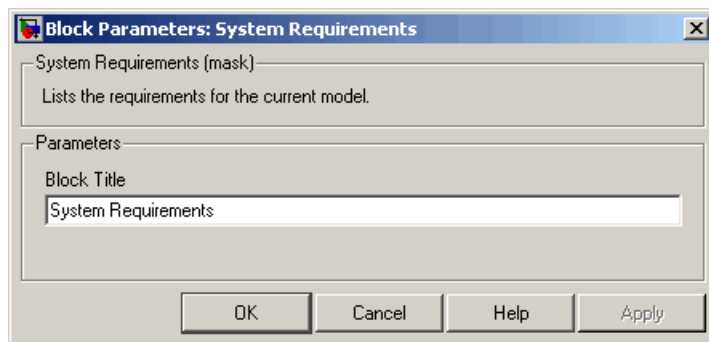 Block Parameters: System Requirements
System Requirements (mask)
Lists the requirements for the current model.
Parameters
Block Title
System Requirements
OK Cancel Help Apply